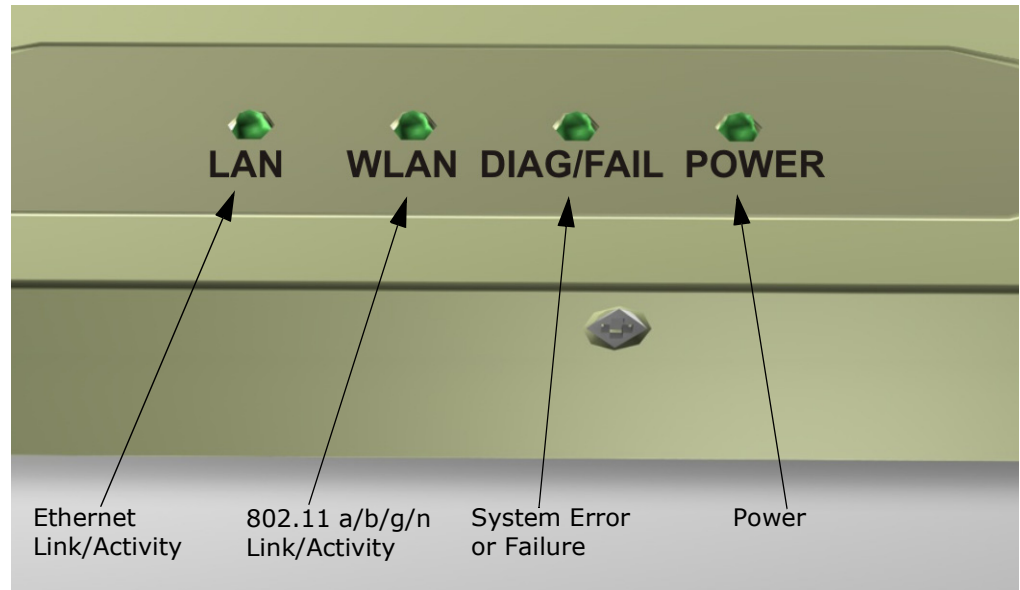 LAN WLAN DIAG/FAIL POWER
Ethernet
Link/Activity
802.11 a/b/g/n
Link/Activity
System Error
or Failure
Power